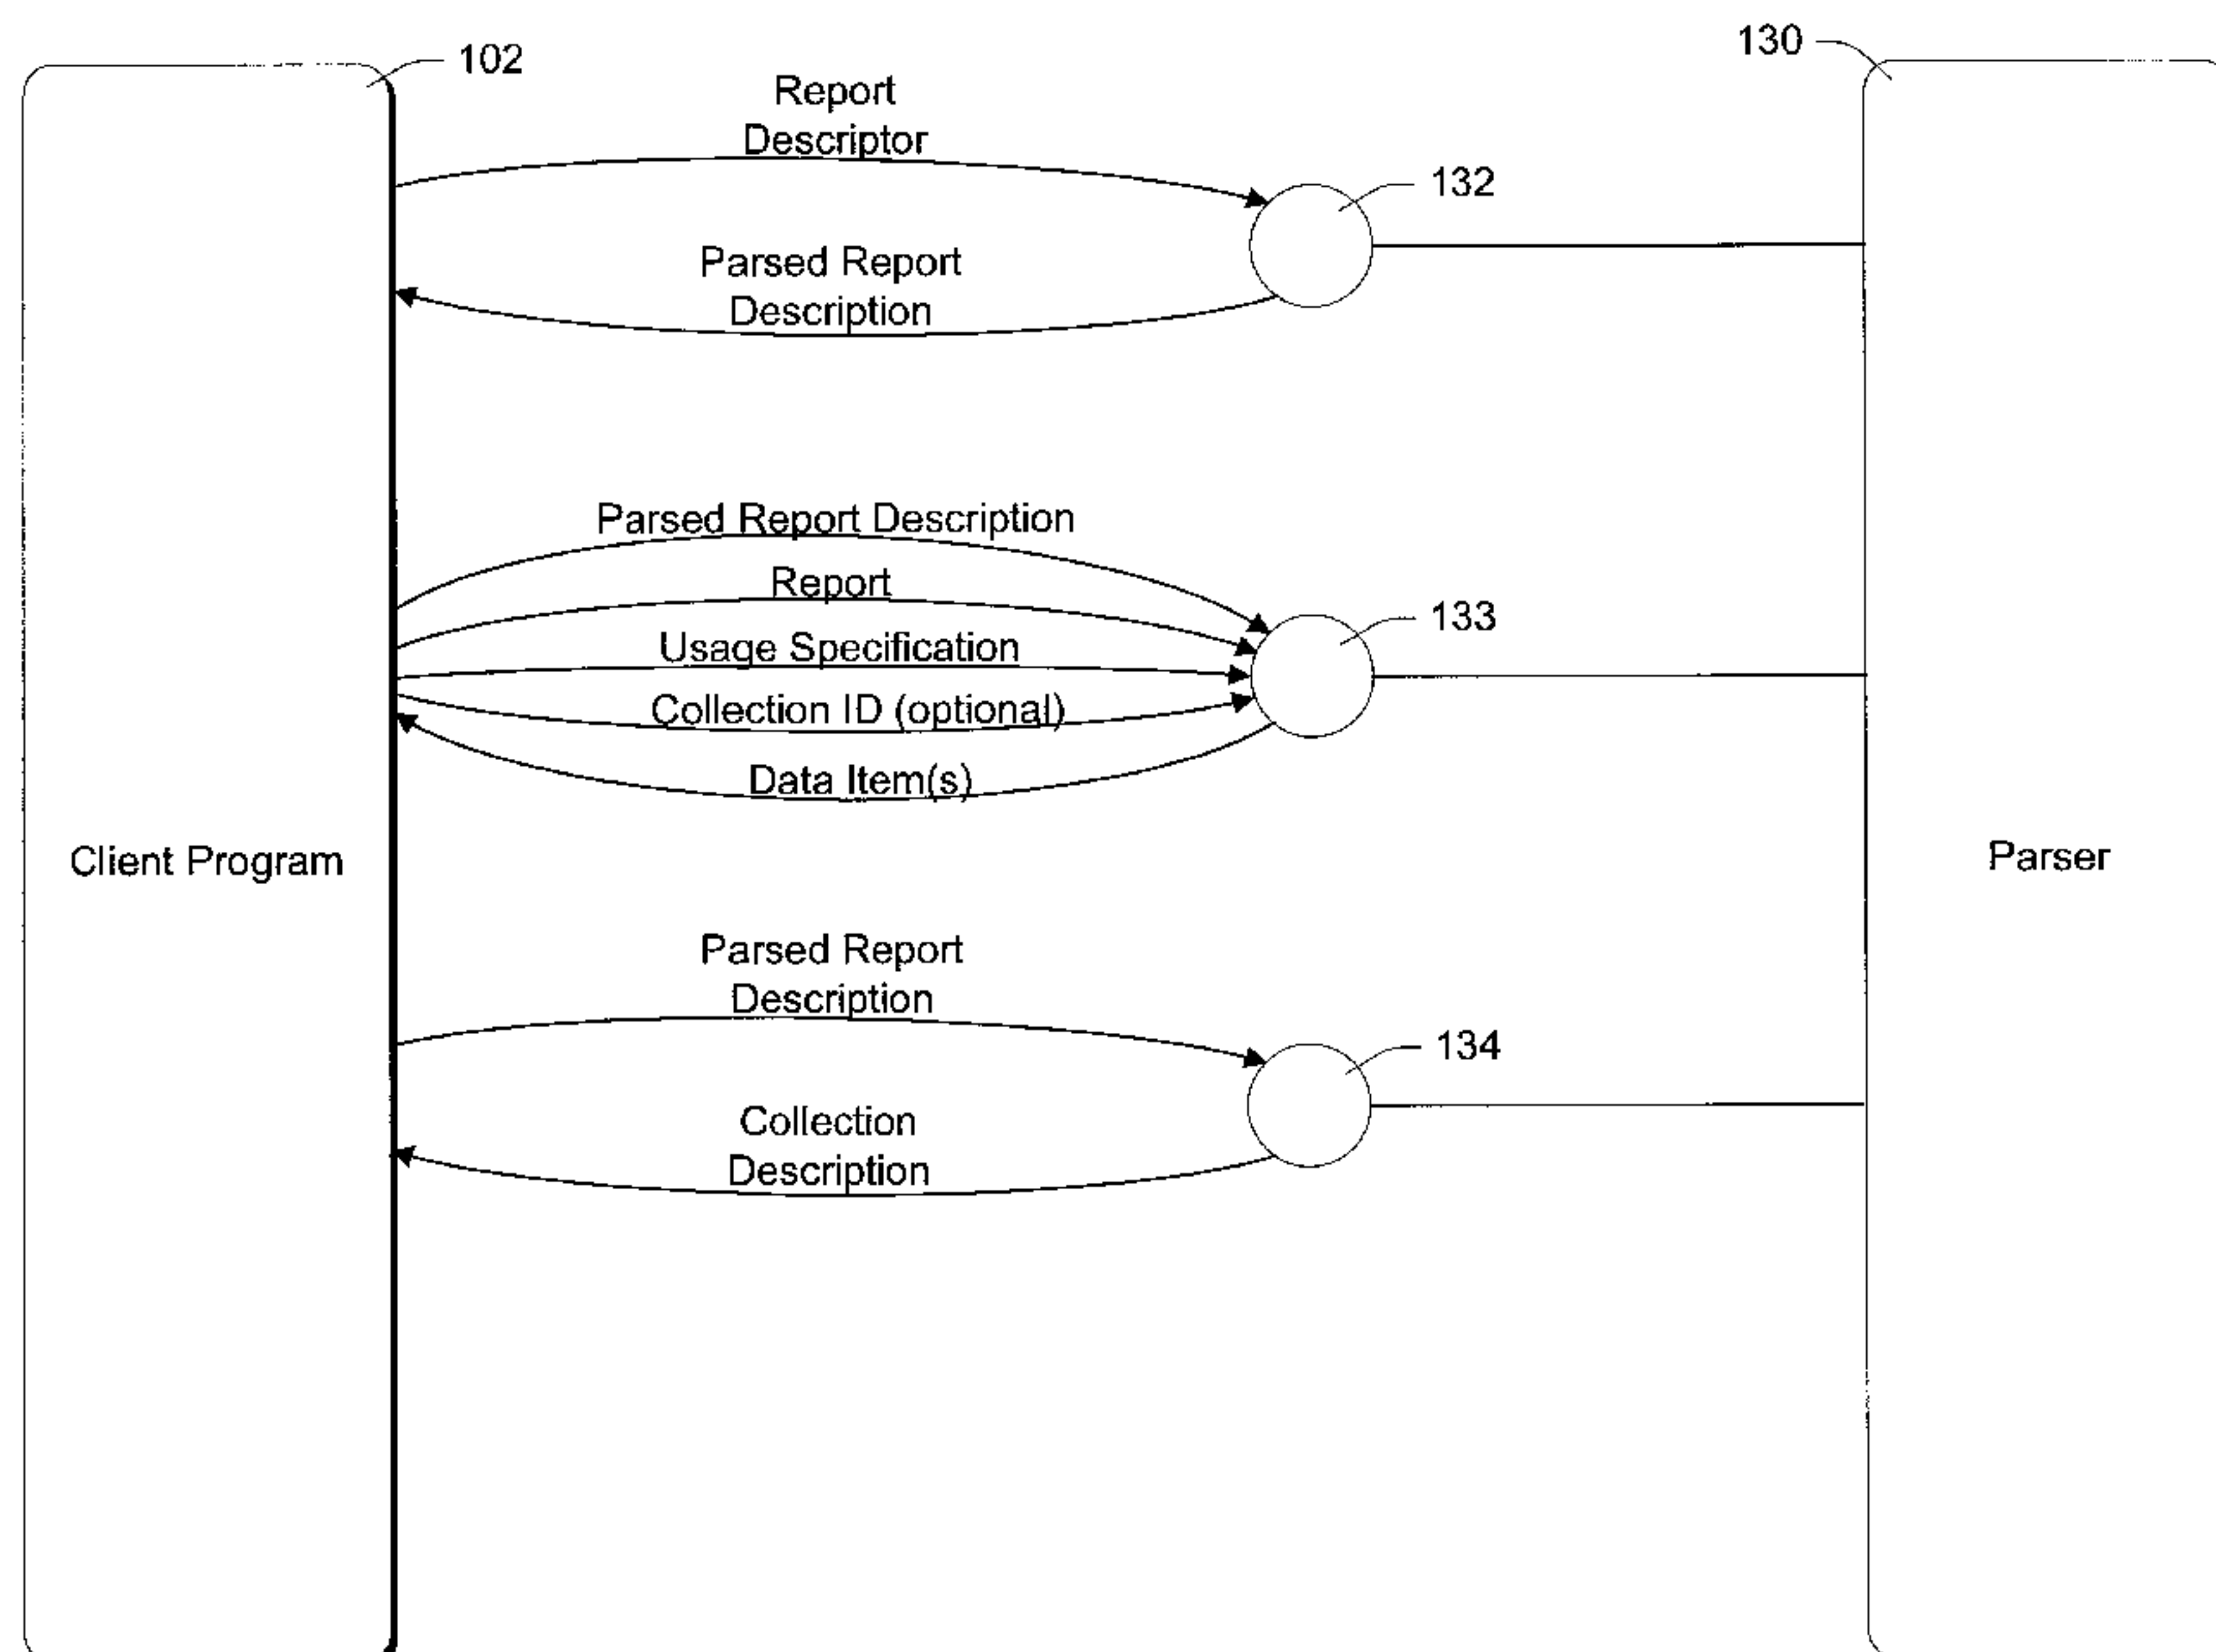 102
130
Report
Descriptor
132
Parsed Report
Description
Parsed Report Description
Report
133
Usage Specification
Collection ID (optional)
Data Item(s)
Client Program
Parser
Parsed Report
Description
134
Collection
Description